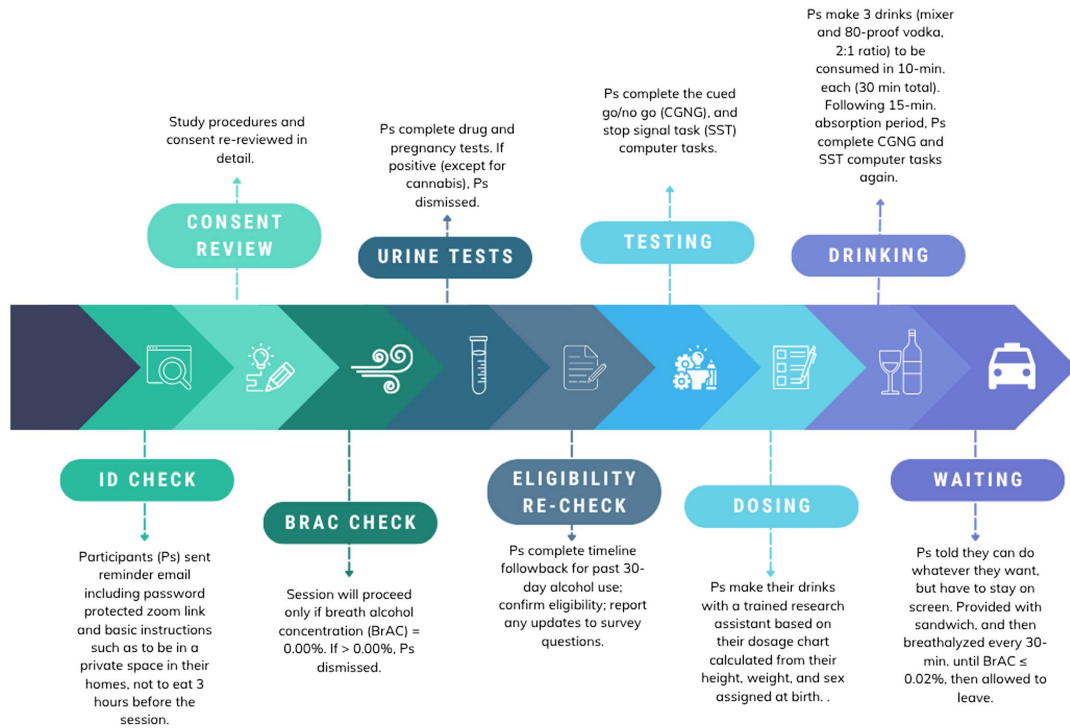 Ps make 3 drinks (mixer
and 80-proof vodka,
2:1 ratio) to be
consumed in 10-min.
each (30 min total).
Following 15-min.
absorption period, Ps
complete CGNG and
SST computer tasks
again.
Ps complete the cued
go/no go (CGNG), and
stop signal task (SST)
computer tasks.
Study procedures and
consent re-reviewed in
detail.
Ps complete drug and
pregnancy tests. If
positive (except for
cannabis), Ps
dismissed.
CONSENT
REVIEW
URINE TESTS
TESTING
DRINKING
ID CHECK
BRAC CHECK
ELIGIBILITY
RE-CHECK
DOSING
WAITING
Participants (Ps) sent
reminder email
including password
protected zoom link
and basic instructions
such as to be in a
private space in their
homes, not to eat 3
hours before the
session.
Session will proceed
only if breath alcohol
concentration (BrAC) =
0.00%. If > 0.00%, Ps
dismissed.
Ps complete timeline
followback for past 30-
day alcohol use;
confirm eligibility; report
any updates to survey
questions.
Ps make their drinks
with a trained research
assistant based on
their dosage chart
calculated from their
height, weight, and sex
assigned at birth. .
Ps told they can do
whatever they want,
but have to stay on
screen. Provided with
sandwich, and then
breathalyzed every 30-
min. until BrAC ≤
0.02%, then allowed to
leave.